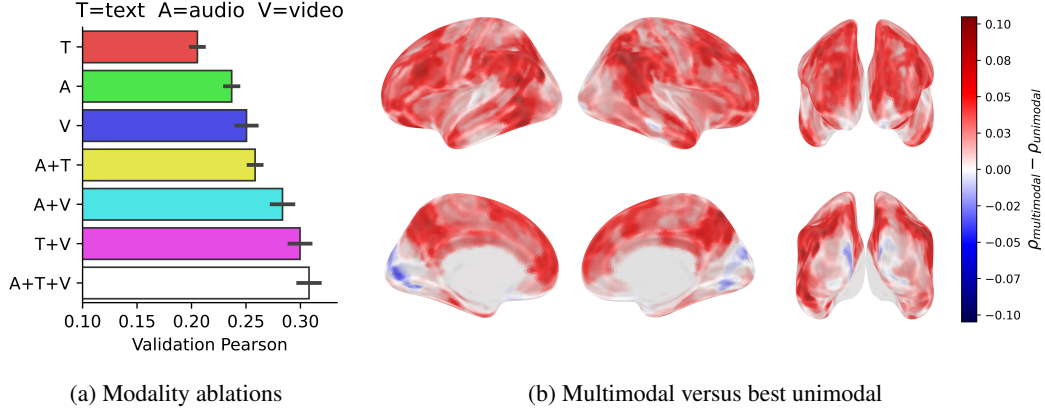 T=text A=audio V=video
T
A
V
A+T
A+V
T+V
A+T+V
0.10 0.15 0.20 0.25 0.30
Validation Pearson
(a) Modality ablations
0.10
0.08
0.05
0.03
0.00
−0.02
−0.05
−0.07
−0.10
ρmultimodal − ρunimodal
(b) Multimodal versus best unimodal